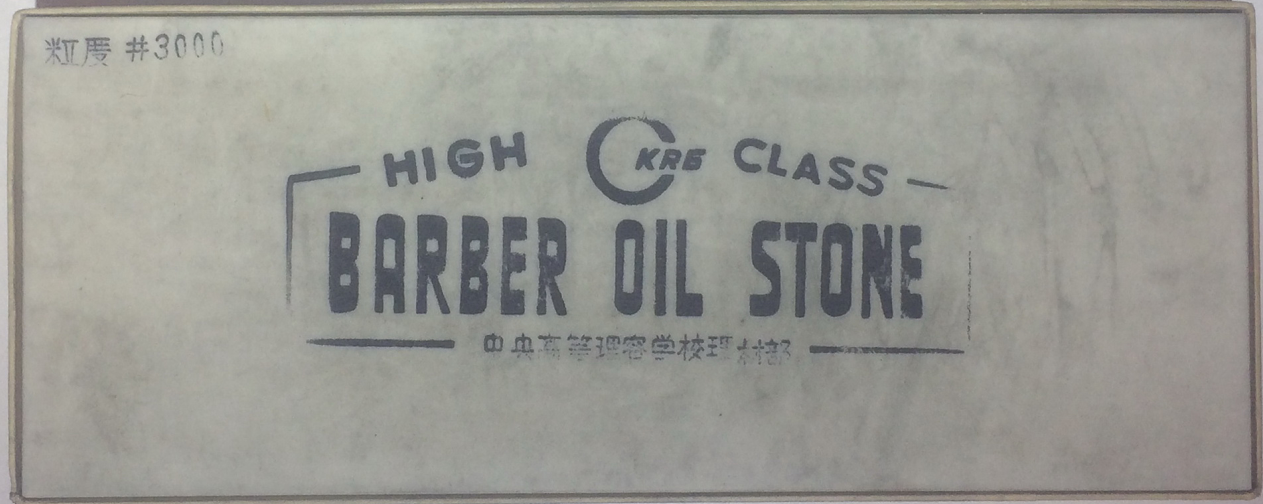 粒度 #3000
HIGH KRE CLASS
BARBER OIL STONE
中央高等理容学校理材部